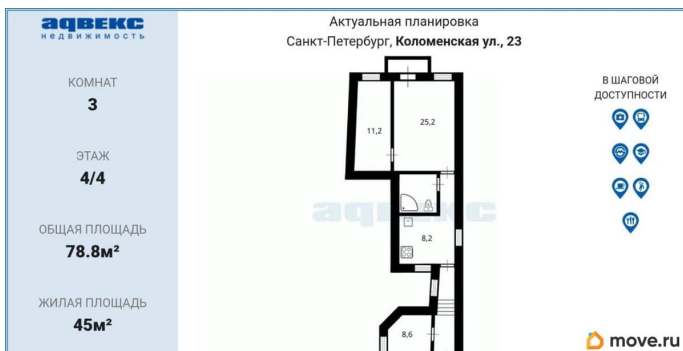 адвекс
НЕДВИЖИМОСТЬ
КОМНАТ
3
ЭТАЖ
4/4
ОБЩАЯ ПЛОЩАДЬ
78.8м²
ЖИЛАЯ ПЛОЩАДЬ
45м²
Актуальная планировка
Санкт-Петербург, Коломенская ул., 23
11,2
25,2
адвекс
8,2
8,6
В ШАГОВОЙ
ДОСТУПНОСТИ
move.ru